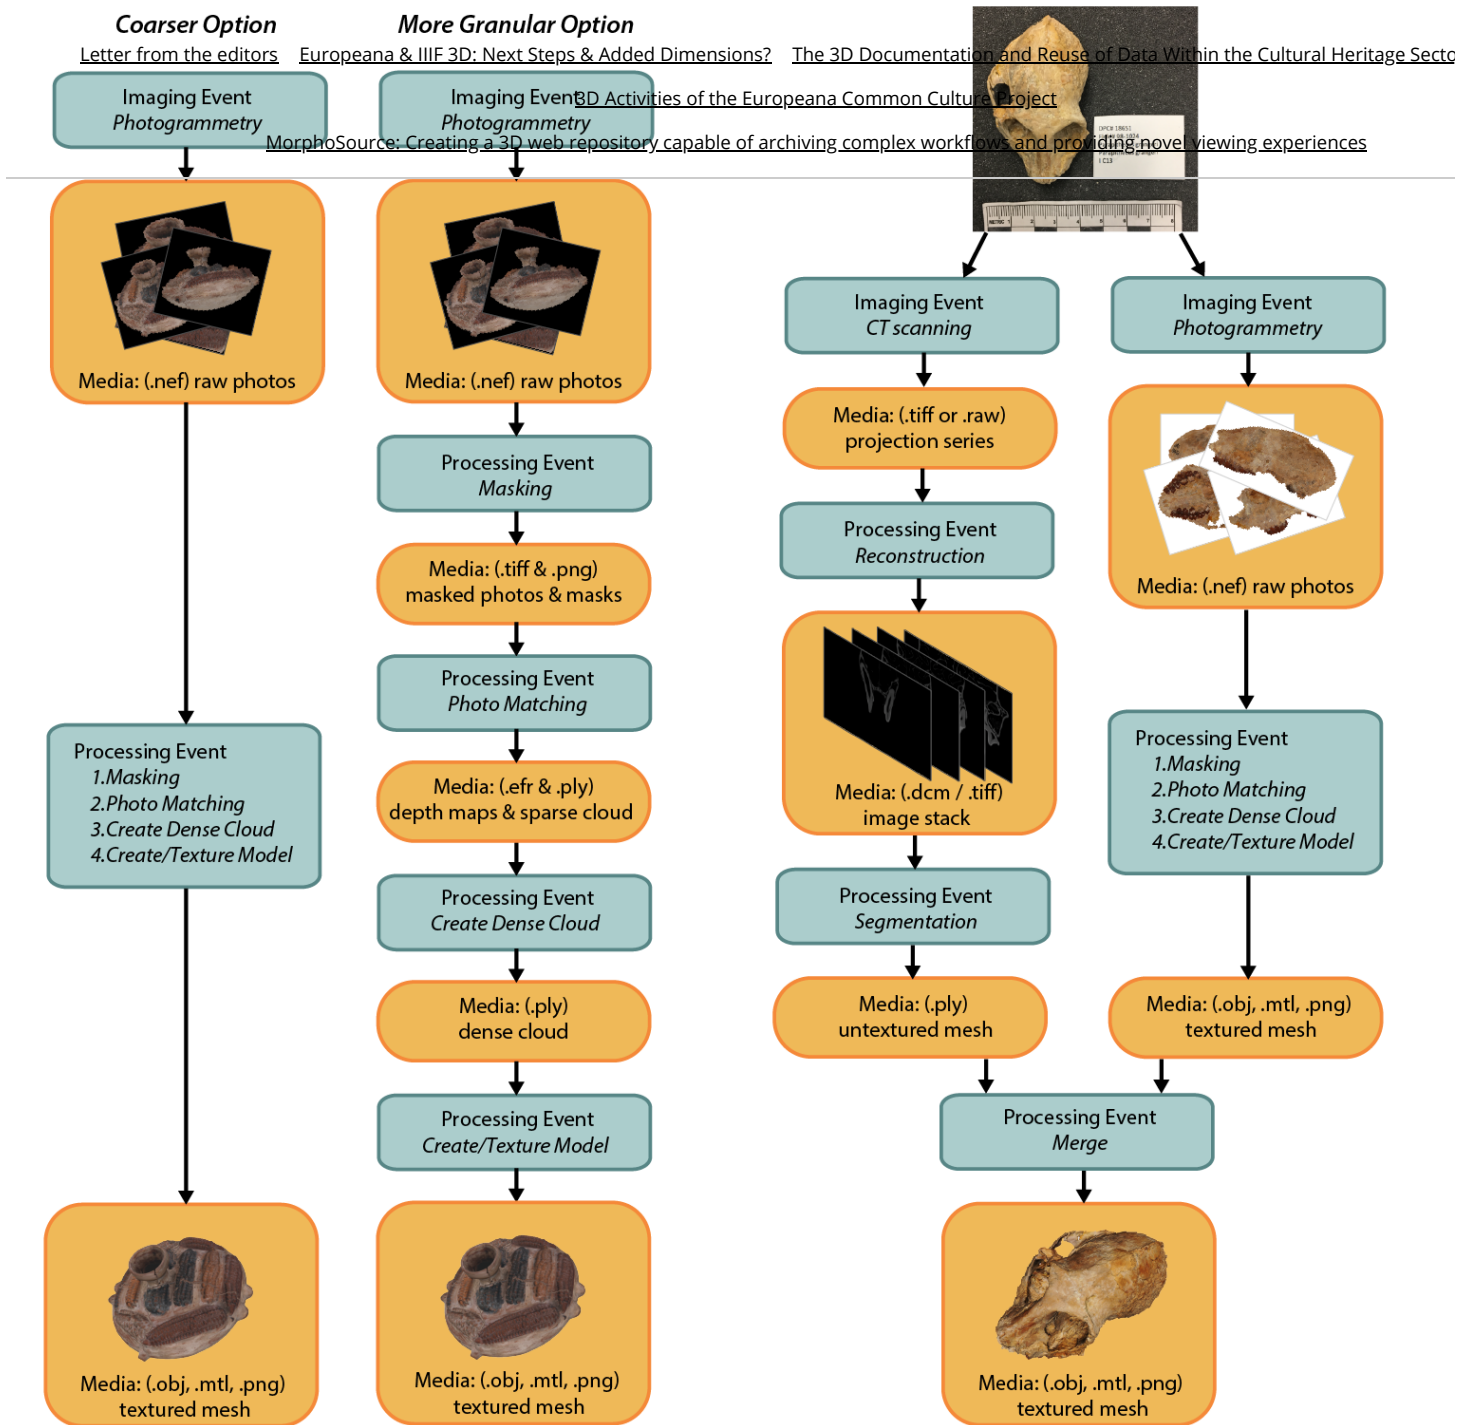 Coarser Option
More Granular Option
Letter from the editors
Europeana & IIIF 3D: Next Steps & Added Dimensions?
The 3D Documentation and Reuse of Data Within the Cultural Heritage Secto
3D Activities of the Europeana Common Culture Project
MorphoSource: Creating a 3D web repository capable of archiving complex workflows and providing novel viewing experiences
Imaging Event
Photogrammetry
Media: (.nef) raw photos
Processing Event
1.Masking
2.Photo Matching
3.Create Dense Cloud
4.Create/Texture Model
Media: (.obj, .mtl, .png)
textured mesh
Imaging Event
Photogrammetry
Media: (.nef) raw photos
Processing Event
Masking
Media: (.tiff & .png)
masked photos & masks
Processing Event
Photo Matching
Media: (.efr & .ply)
depth maps & sparse cloud
Processing Event
Create Dense Cloud
Media: (.ply)
dense cloud
Processing Event
Create/Texture Model
Media: (.obj, .mtl, .png)
textured mesh
Imaging Event
CT scanning
Media: (.tiff or .raw)
projection series
Processing Event
Reconstruction
Media: (.dcm / .tiff)
image stack
Processing Event
Segmentation
Media: (.ply)
untextured mesh
Imaging Event
Photogrammetry
Media: (.nef) raw photos
Processing Event
1.Masking
2.Photo Matching
3.Create Dense Cloud
4.Create/Texture Model
Media: (.obj, .mtl, .png)
textured mesh
Processing Event
Merge
Media: (.obj, .mtl, .png)
textured mesh